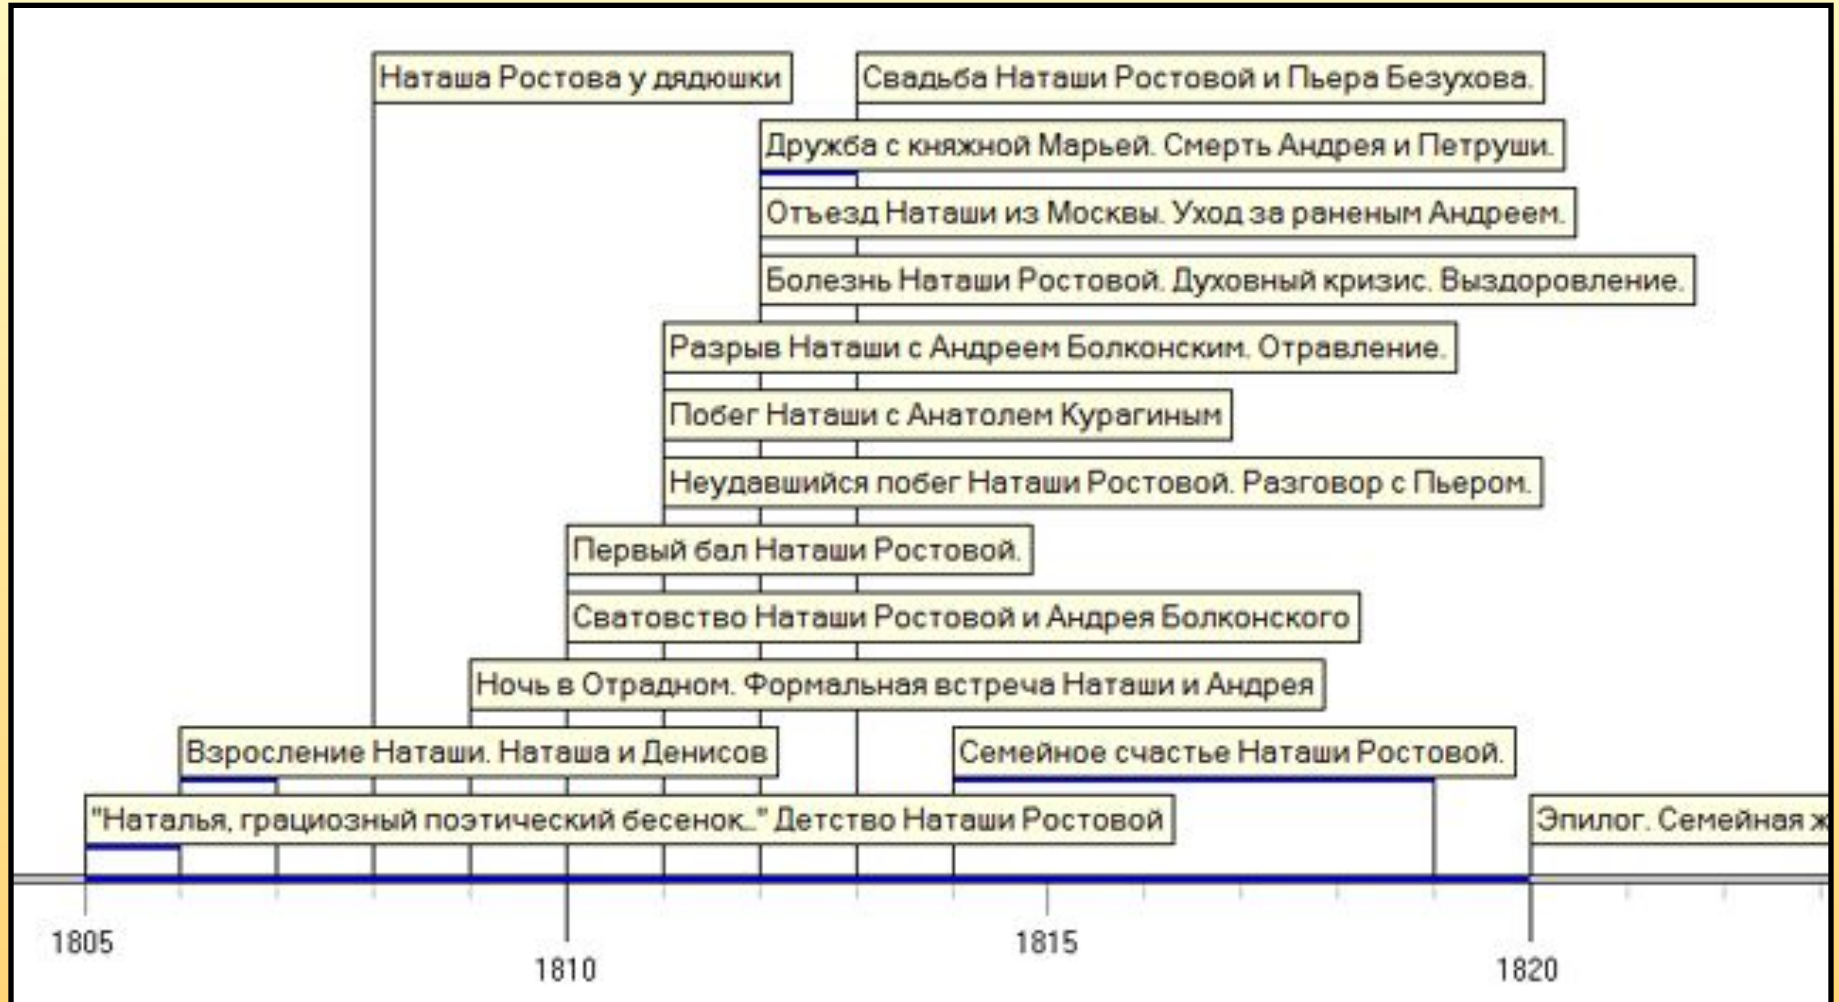 Наташа Ростова у дядюшки
Свадьба Наташи Ростовой и Пьера Безухова.
Дружба с княжной Марьей. Смерть Андрея и Петруши.
Отъезд Наташи из Москвы. Уход за раненым Андреем.
Болезнь Наташи Ростовой. Духовный кризис. Выздоровление.
Разрыв Наташи с Андреем Болконским. Отравление.
Побег Наташи с Анатолем Курагиным
Неудавшийся побег Наташи Ростовой. Разговор с Пьером.
Первый бал Наташи Ростовой.
Сватовство Наташи Ростовой и Андрея Болконского
Ночь в Отрадном. Формальная встреча Наташи и Андрея
Взросление Наташи. Наташа и Денисов
Семейное счастье Наташи Ростовой.
"Наталья, грациозный поэтический бесенок.." Детство Наташи Ростовой
Эпилог. Семейная ж
1805
1810
1815
1820